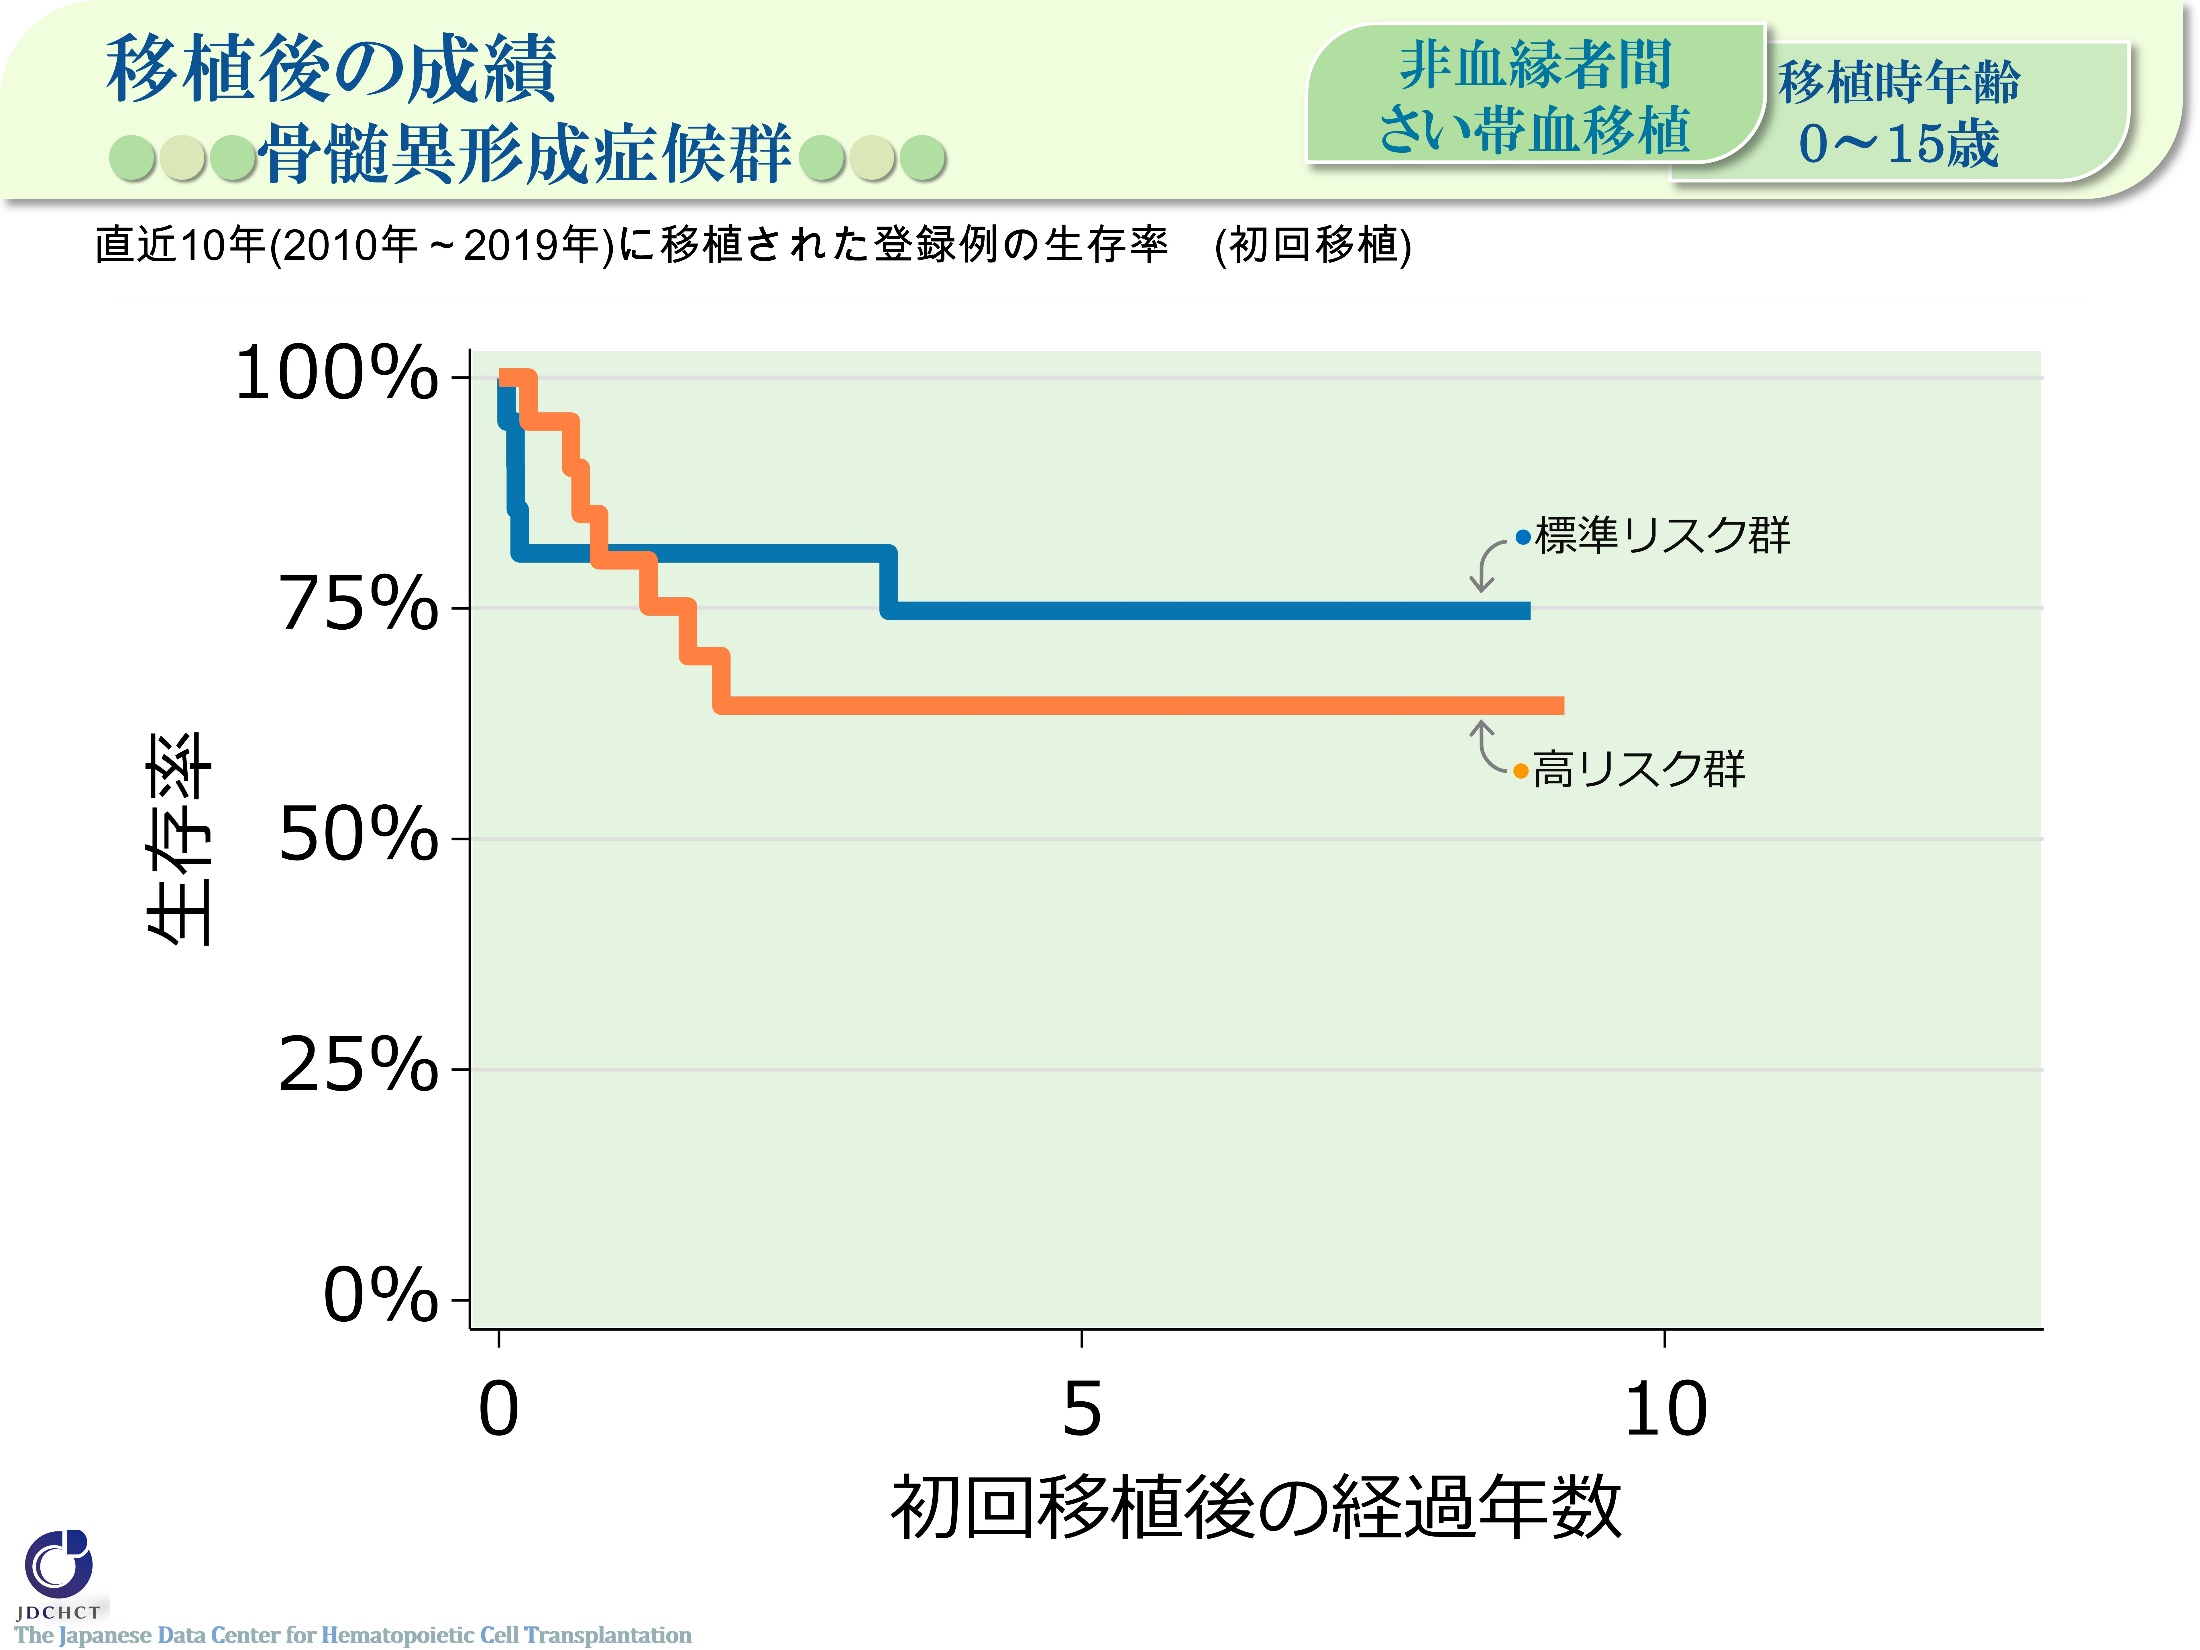 移植後の成績
骨髄異形成症候群
非血縁者間
さい帯血移植
移植時年齢
0〜15歳
直近10年(2010年～2019年)に移植された登録例の生存率　(初回移植)
100%
75%
50%
25%
0%
生存率
標準リスク群
高リスク群
0
5
10
初回移植後の経過年数
JDCHCT
The Japanese Data Center for Hematopoietic Cell Transplantation